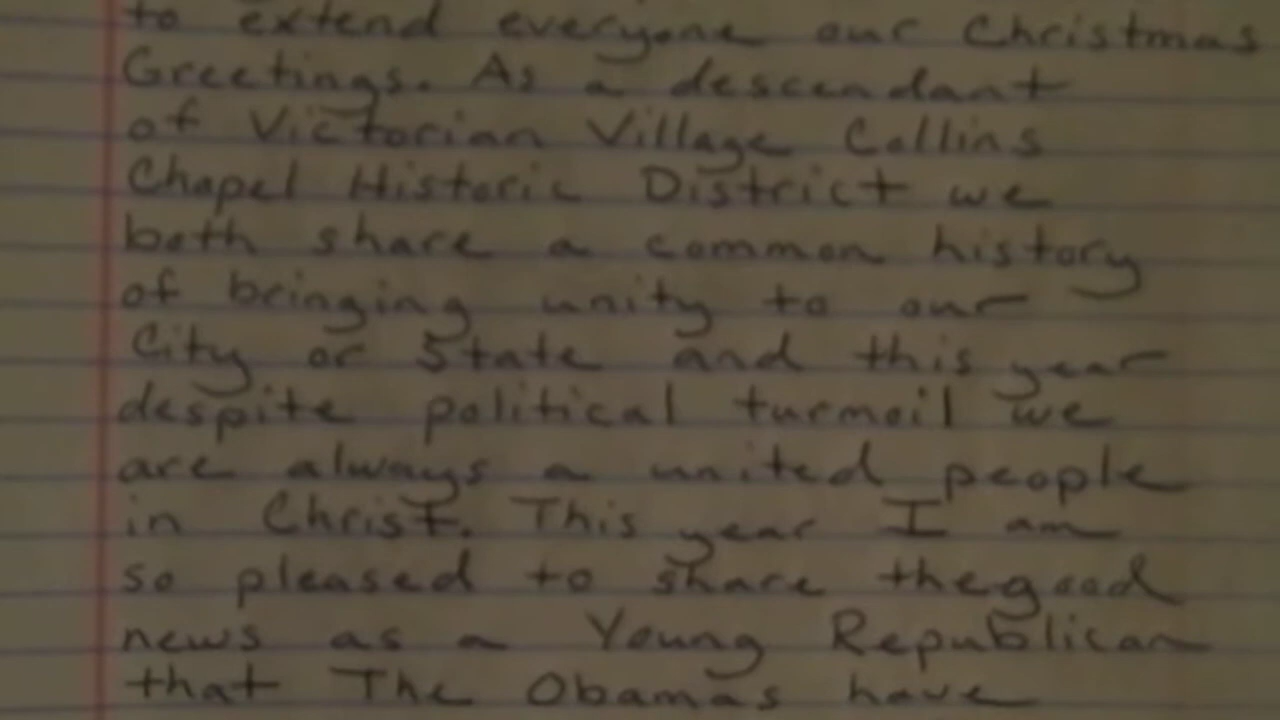 to extend everyone our Christmas
Greetings. As a descendant
of Victorian Village Collins
Chapel Historic District we
both share a common history
of bringing unity to our
City or State and this year
despite political turmoil we
are always a united people
in Christ. This year I am
so pleased to share the good
news as a Young Republican
that The Obamas have